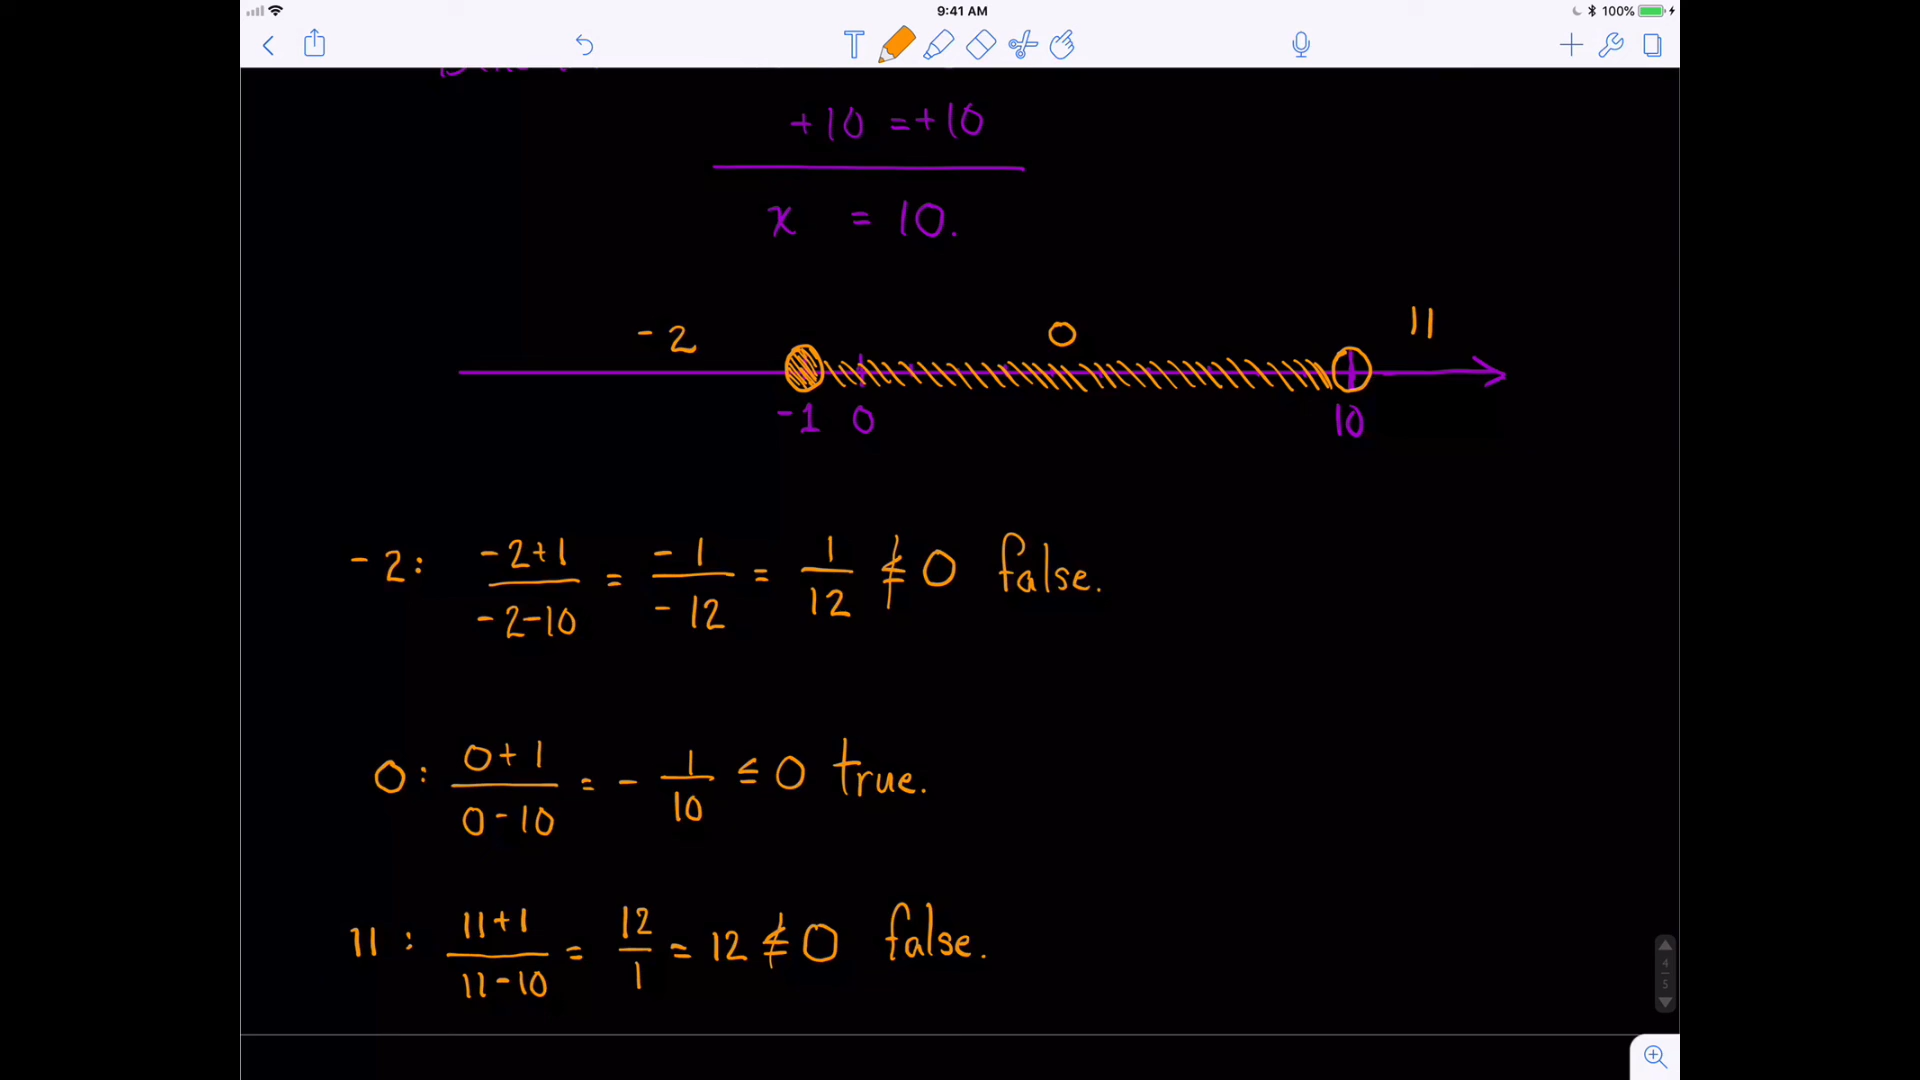 9:41 AM
100%
T
+10 = +10
x = 10.
-2 0 11
-1 0 10
-2: (-2+1)/(-2-10) = (-1)/(-12) = 1/12 ≰ 0 false.
0: (0+1)/(0-10) = - 1/10 ≤ 0 true.
11: (11+1)/(11-10) = 12/1 = 12 ≰ 0 false.
4
5